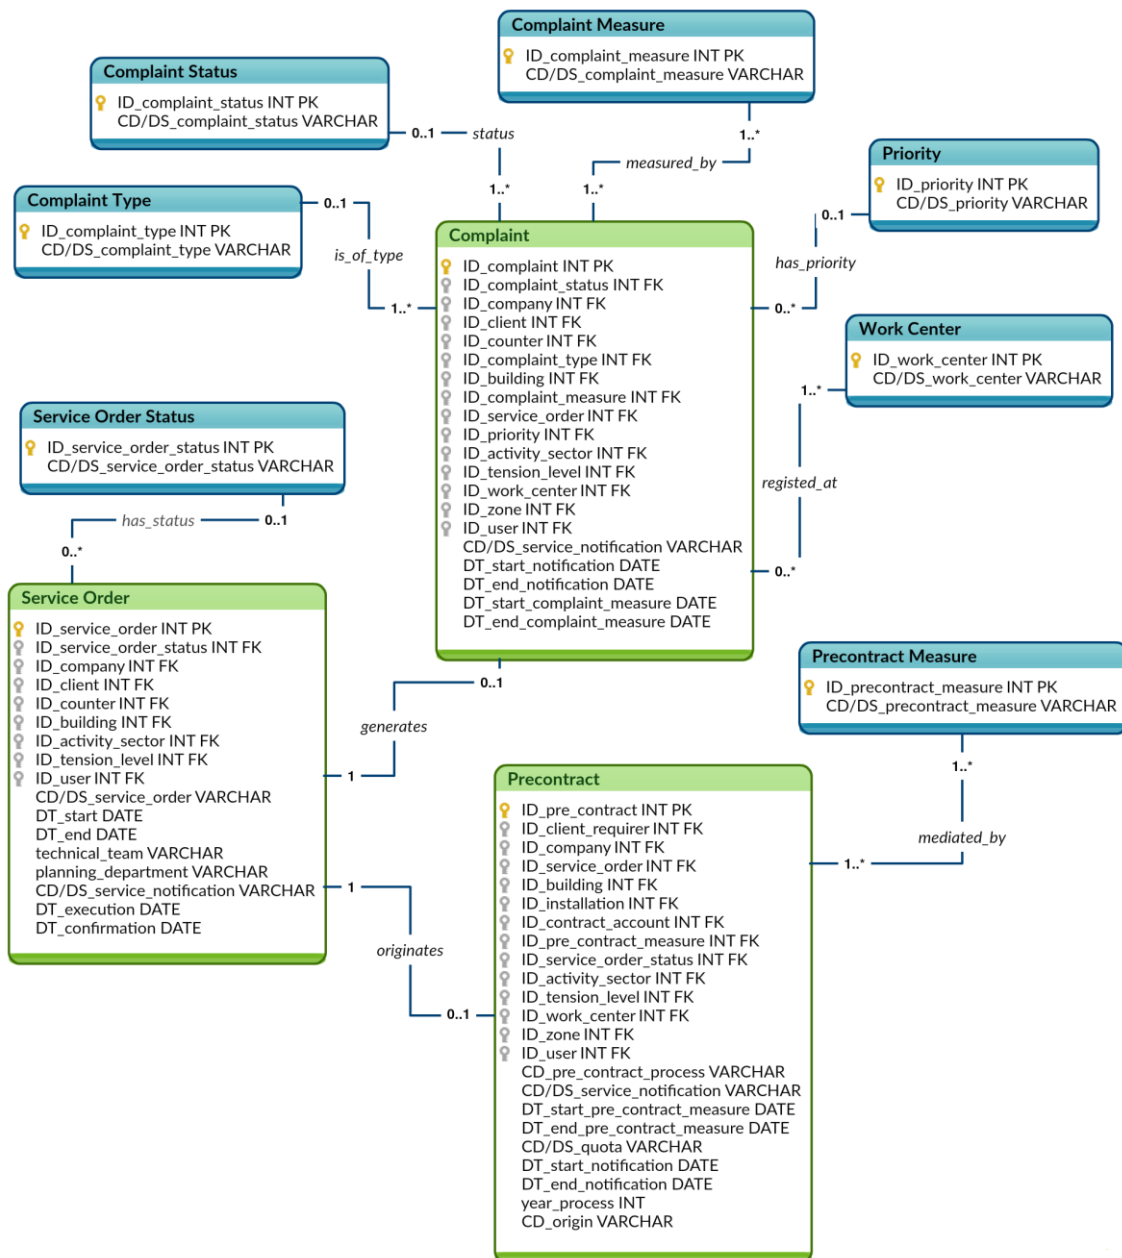 Complaint Measure
ID_complaint_measure INT PK
CD/DS_complaint_measure VARCHAR
Complaint Status
ID_complaint_status INT PK
CD/DS_complaint_status VARCHAR
0..1
status
1..*
1..*
measured_by
1..*
Priority
ID_priority INT PK
CD/DS_priority VARCHAR
0..1
has_priority
0..*
Complaint Type
ID_complaint_type INT PK
CD/DS_complaint_type VARCHAR
0..1
is_of_type
1..*
Complaint
ID_complaint INT PK
ID_complaint_status INT FK
ID_company INT FK
ID_client INT FK
ID_counter INT FK
ID_complaint_type INT FK
ID_building INT FK
ID_complaint_measure INT FK
ID_service_order INT FK
ID_priority INT FK
ID_activity_sector INT FK
ID_tension_level INT FK
ID_work_center INT FK
ID_zone INT FK
ID_user INT FK
CD/DS_service_notification VARCHAR
DT_start_notification DATE
DT_end_notification DATE
DT_start_complaint_measure DATE
DT_end_complaint_measure DATE
Work Center
ID_work_center INT PK
CD/DS_work_center VARCHAR
1..*
registed_at
0..*
Service Order Status
ID_service_order_status INT PK
CD/DS_service_order_status VARCHAR
0..1
has_status
0..*
Service Order
ID_service_order INT PK
ID_service_order_status INT FK
ID_company INT FK
ID_client INT FK
ID_counter INT FK
ID_building INT FK
ID_activity_sector INT FK
ID_tension_level INT FK
ID_user INT FK
CD/DS_service_order VARCHAR
DT_start DATE
DT_end DATE
technical_team VARCHAR
planning_department VARCHAR
CD/DS_service_notification VARCHAR
DT_execution DATE
DT_confirmation DATE
0..1
generates
1
1
originates
0..1
Precontract Measure
ID_precontract_measure INT PK
CD/DS_precontract_measure VARCHAR
1..*
mediated_by
1..*
Precontract
ID_pre_contract INT PK
ID_client_requirer INT FK
ID_company INT FK
ID_service_order INT FK
ID_building INT FK
ID_installation INT FK
ID_contract_account INT FK
ID_pre_contract_measure INT FK
ID_service_order_status INT FK
ID_activity_sector INT FK
ID_tension_level INT FK
ID_work_center INT FK
ID_zone INT FK
ID_user INT FK
CD_pre_contract_process VARCHAR
CD/DS_service_notification VARCHAR
DT_start_pre_contract_measure DATE
DT_end_pre_contract_measure DATE
CD/DS_quota VARCHAR
DT_start_notification DATE
DT_end_notification DATE
year_process INT
CD_origin VARCHAR